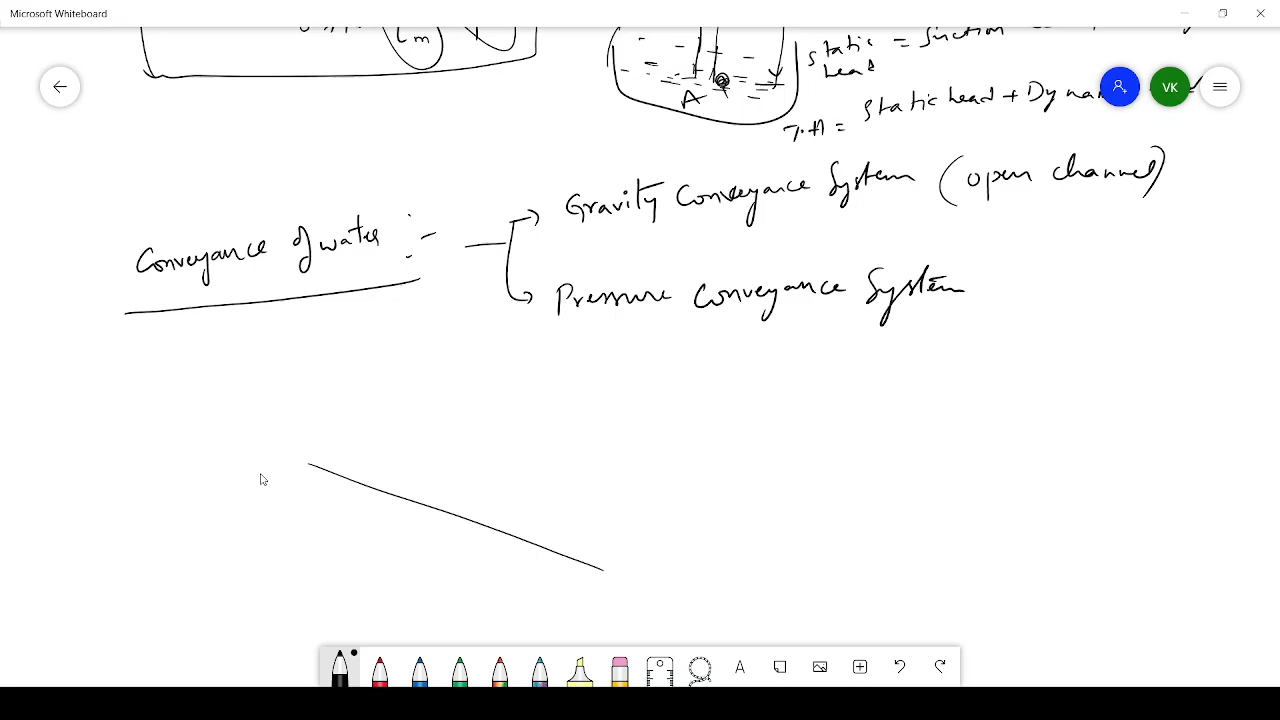 Microsoft Whiteboard
Static = Suction
head
VK
A
T.H = Static head + Dynam
Conveyance of water :-
Gravity Conveyance System (open channel)
Pressure Conveyance System
A